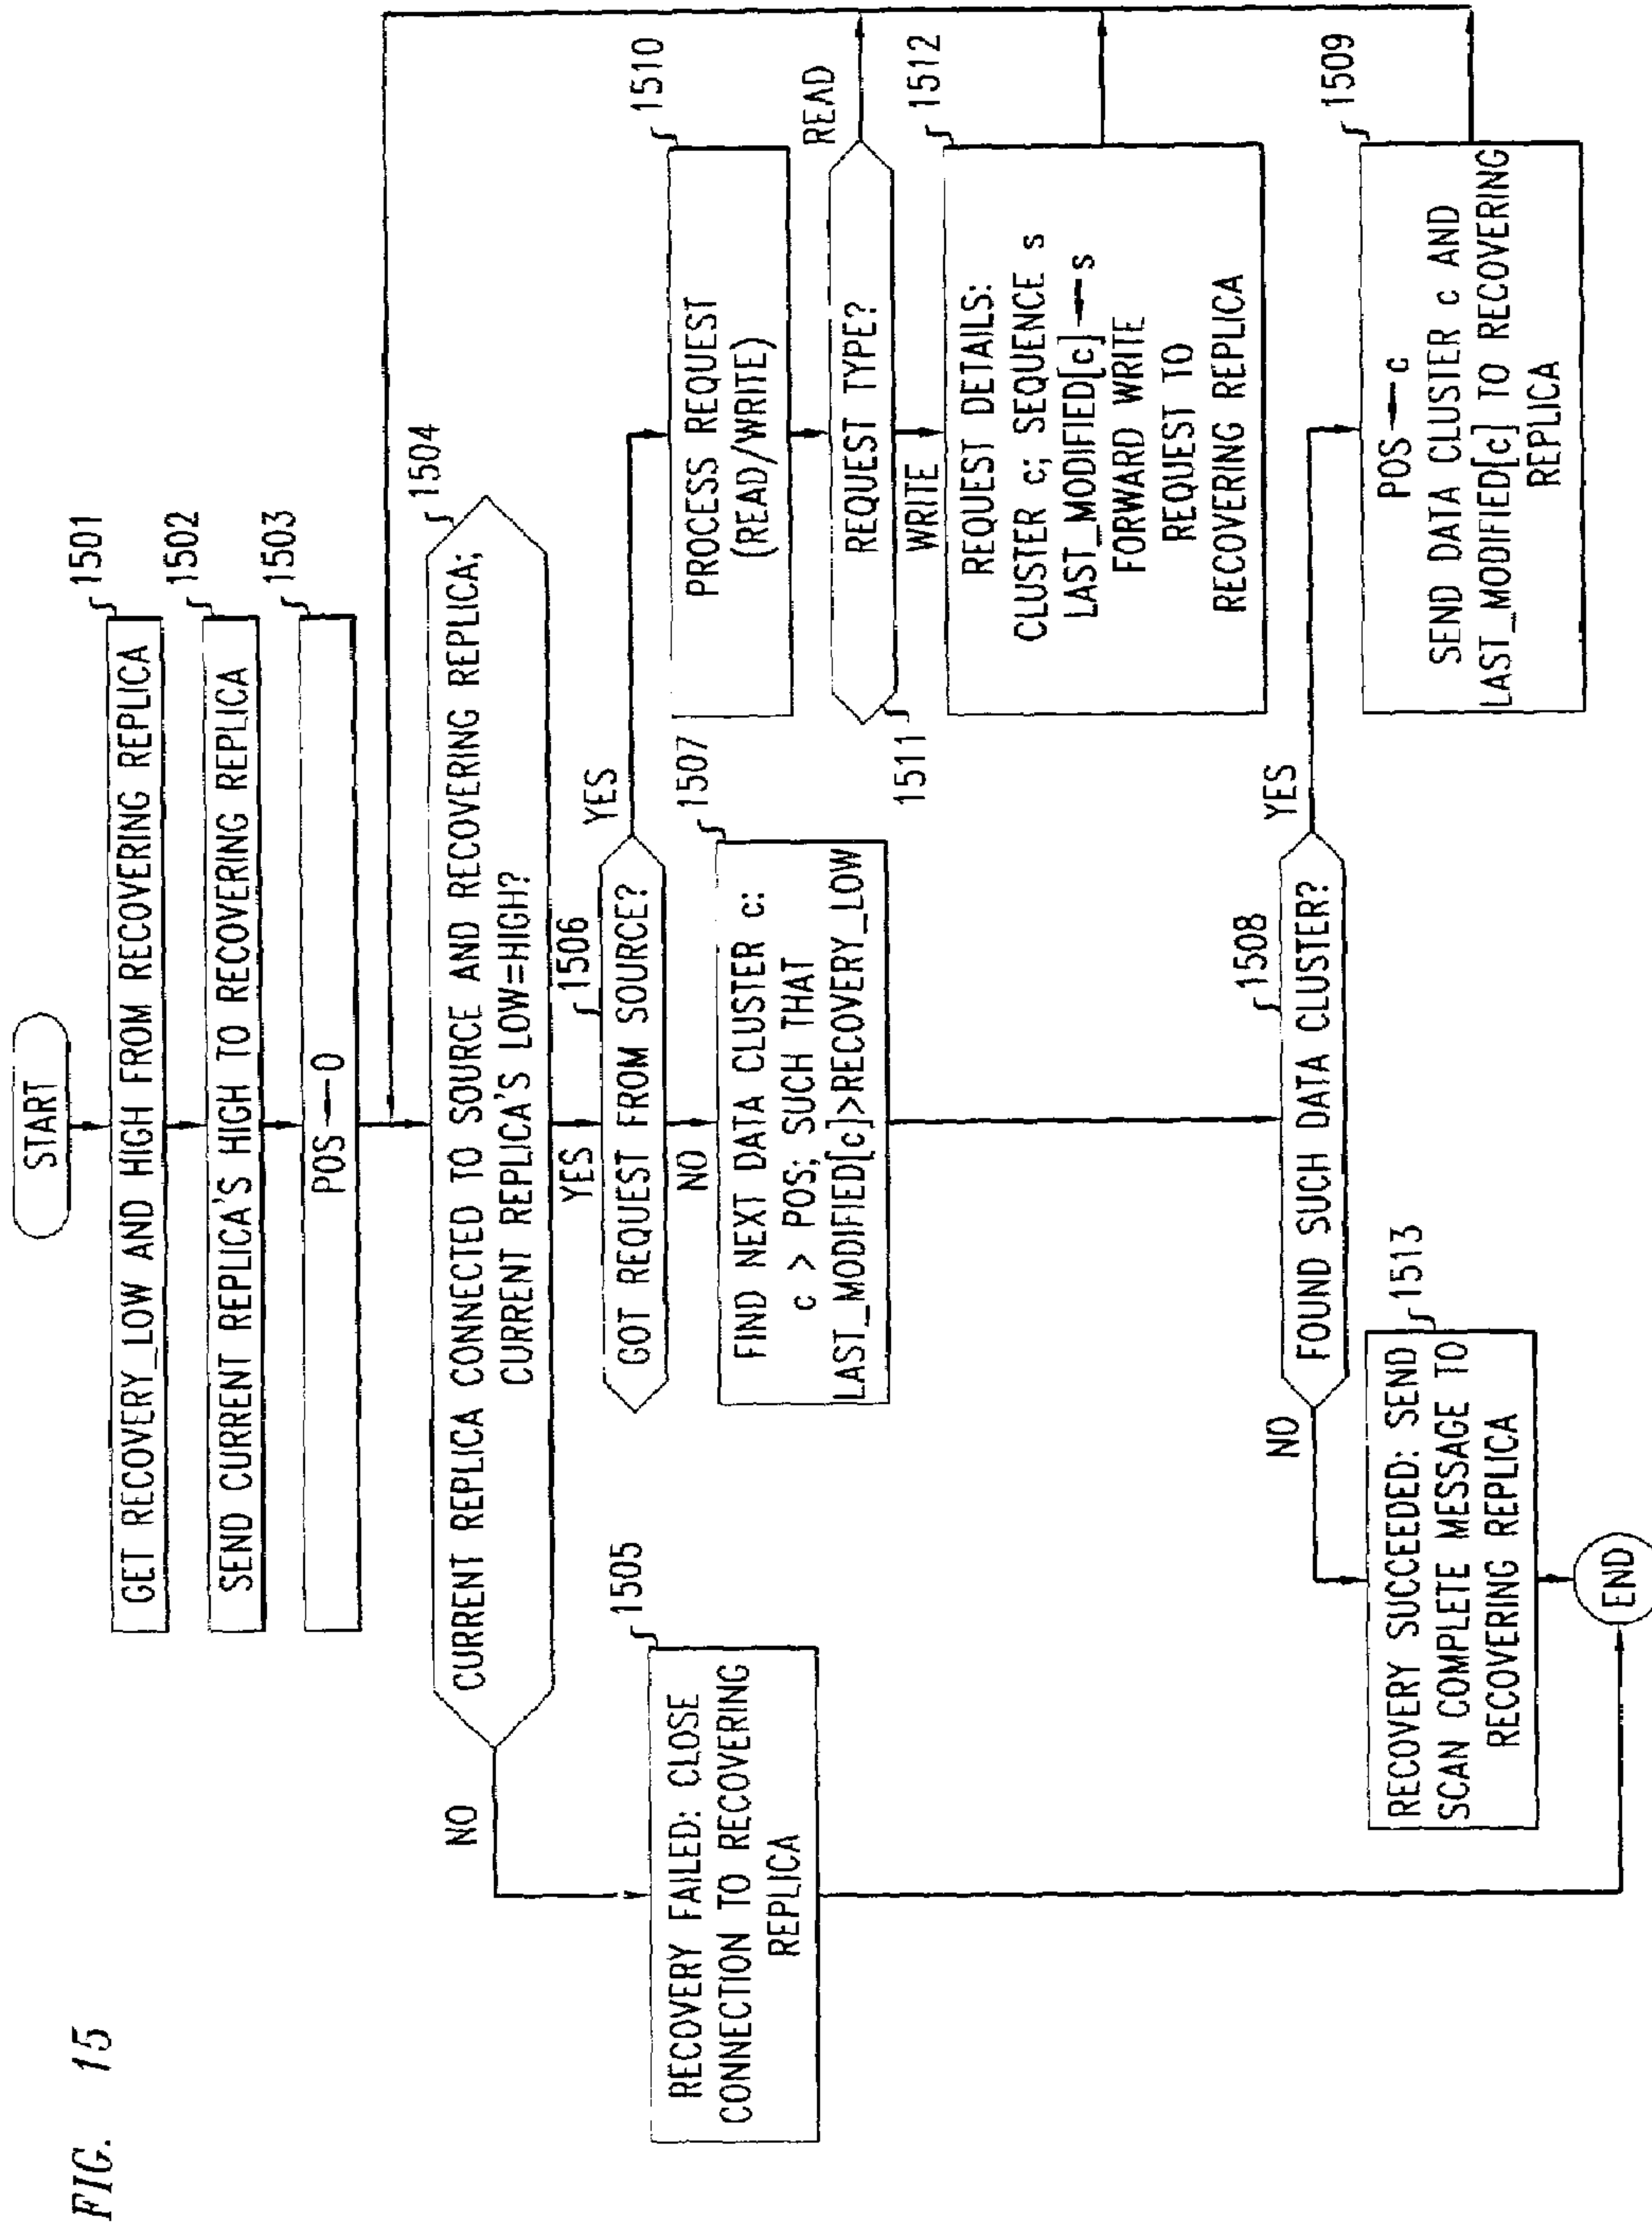 FIG. 15
START
1501
GET RECOVERY_LOW AND HIGH FROM RECOVERING REPLICA
1502
SEND CURRENT REPLICA'S HIGH TO RECOVERING REPLICA
1503
POS←0
1504
CURRENT REPLICA CONNECTED TO SOURCE AND RECOVERING REPLICA;
CURRENT REPLICA'S LOW=HIGH?
NO
YES
1505
RECOVERY FAILED: CLOSE
CONNECTION TO RECOVERING
REPLICA
1506
GOT REQUEST FROM SOURCE?
YES
NO
1507
FIND NEXT DATA CLUSTER c:
c > POS; SUCH THAT
LAST_MODIFIED[c]>RECOVERY_LOW
1510
PROCESS REQUEST
(READ/WRITE)
REQUEST TYPE?
READ
1511
WRITE
1512
REQUEST DETAILS:
CLUSTER c; SEQUENCE s
LAST_MODIFIED[c]←s
FORWARD WRITE
REQUEST TO
RECOVERING REPLICA
1508
FOUND SUCH DATA CLUSTER?
NO
YES
1509
POS←c
SEND DATA CLUSTER c AND
LAST_MODIFIED[c] TO RECOVERING
REPLICA
1513
RECOVERY SUCCEEDED: SEND
SCAN COMPLETE MESSAGE TO
RECOVERING REPLICA
END